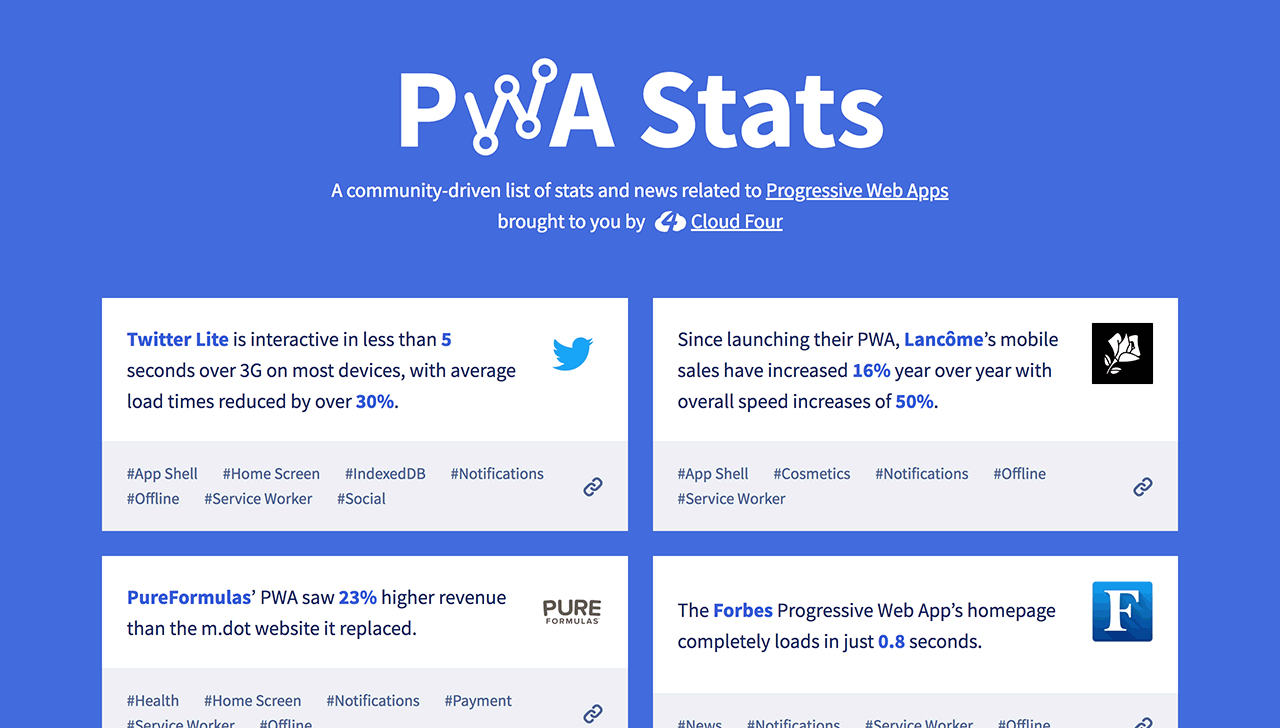 PWA Stats
A community-driven list of stats and news related to Progressive Web Apps
brought to you by Cloud Four
Twitter Lite is interactive in less than 5
seconds over 3G on most devices, with average
load times reduced by over 30%.
#App Shell #Home Screen #IndexedDB #Notifications
#Offline #Service Worker #Social
Since launching their PWA, Lancôme’s mobile
sales have increased 16% year over year with
overall speed increases of 50%.
#App Shell #Cosmetics #Notifications #Offline
#Service Worker
PureFormulas’ PWA saw 23% higher revenue
than the m.dot website it replaced.
PURE
FORMULAS
#Health #Home Screen #Notifications #Payment
#Service Worker #Offline
The Forbes Progressive Web App’s homepage
completely loads in just 0.8 seconds.
F
#News #Notifications #Service Worker #Offline